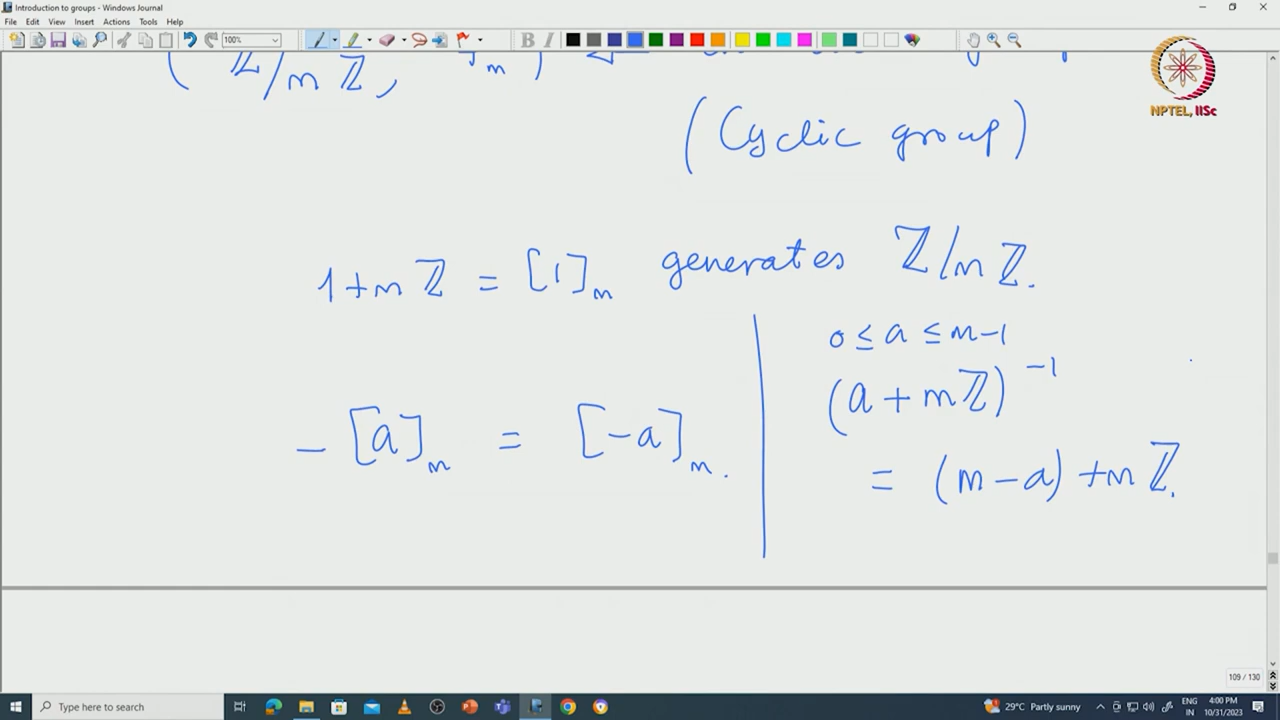 Introduction to groups - Windows Journal
File Edit View Insert Actions Tools Help
100%
NPTEL, IISc
(ℤ/mℤ,
(Cyclic group)
1+mℤ = [1]ₘ generates ℤ/mℤ.
-[a]ₘ = [-a]ₘ.
0 ≤ a ≤ m-1
(a + mℤ)⁻¹
= (m-a) + mℤ.
109 / 130
Type here to search
29°C Partly sunny
ENG
IN
4:00 PM
10/31/2023